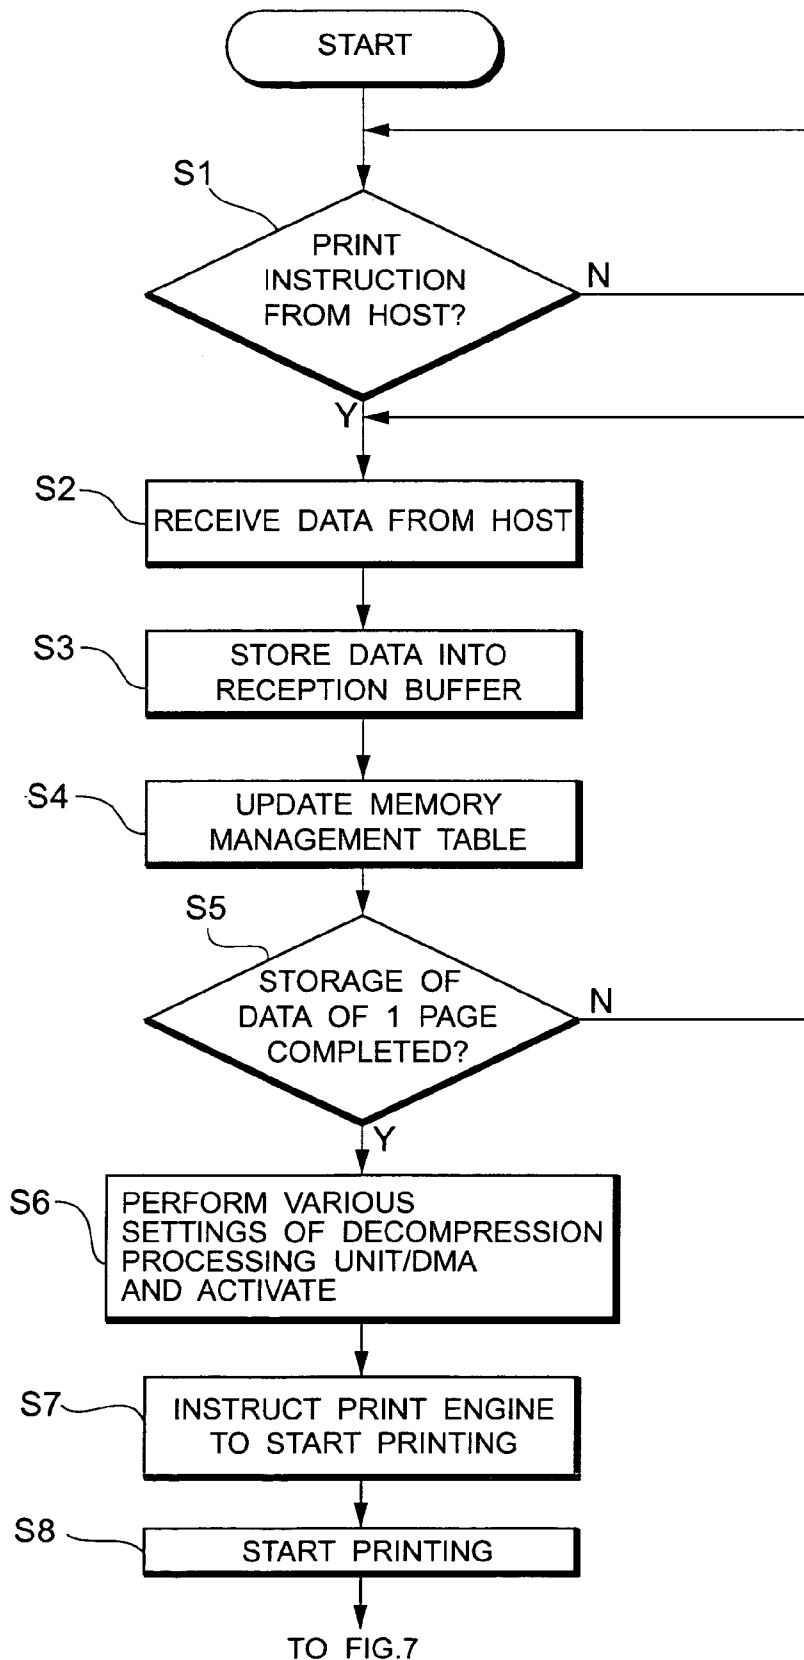 START
S1
PRINT
INSTRUCTION
FROM HOST?
N
Y
S2
RECEIVE DATA FROM HOST
S3
STORE DATA INTO
RECEPTION BUFFER
S4
UPDATE MEMORY
MANAGEMENT TABLE
S5
STORAGE OF
DATA OF 1 PAGE
COMPLETED?
N
Y
S6
PERFORM VARIOUS
SETTINGS OF DECOMPRESSION
PROCESSING UNIT/DMA
AND ACTIVATE
S7
INSTRUCT PRINT ENGINE
TO START PRINTING
S8
START PRINTING
TO FIG.7